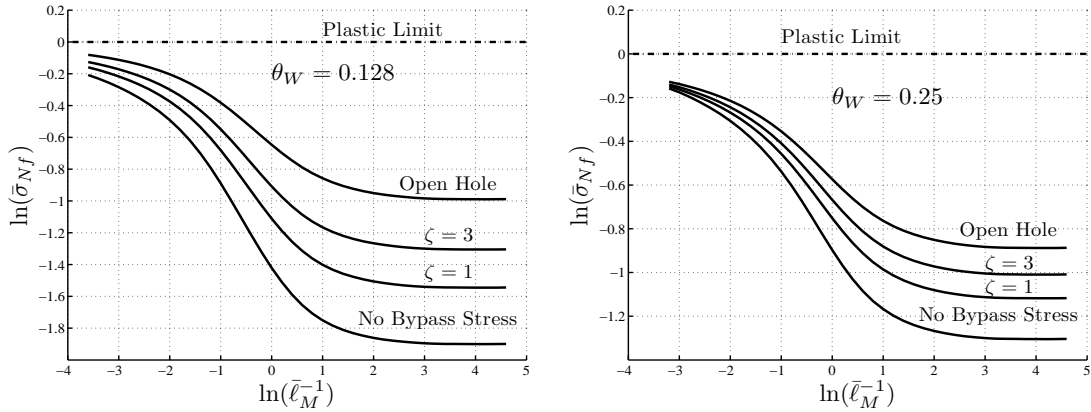 0.2
Plastic Limit
0
θ_W = 0.128
−0.2
−0.4
−0.6
−0.8
−1
−1.2
−1.4
−1.6
−1.8
ln(σ̄_{Nf})
Open Hole
ζ = 3
ζ = 1
No Bypass Stress
−4 −3 −2 −1 0 1 2 3 4 5
ln(ℓ̄_M^{−1})
0.2
Plastic Limit
0
θ_W = 0.25
−0.2
−0.4
−0.6
−0.8
−1
−1.2
ln(σ̄_{Nf})
Open Hole
ζ = 3
ζ = 1
No Bypass Stress
−4 −3 −2 −1 0 1 2 3 4 5
ln(ℓ̄_M^{−1})